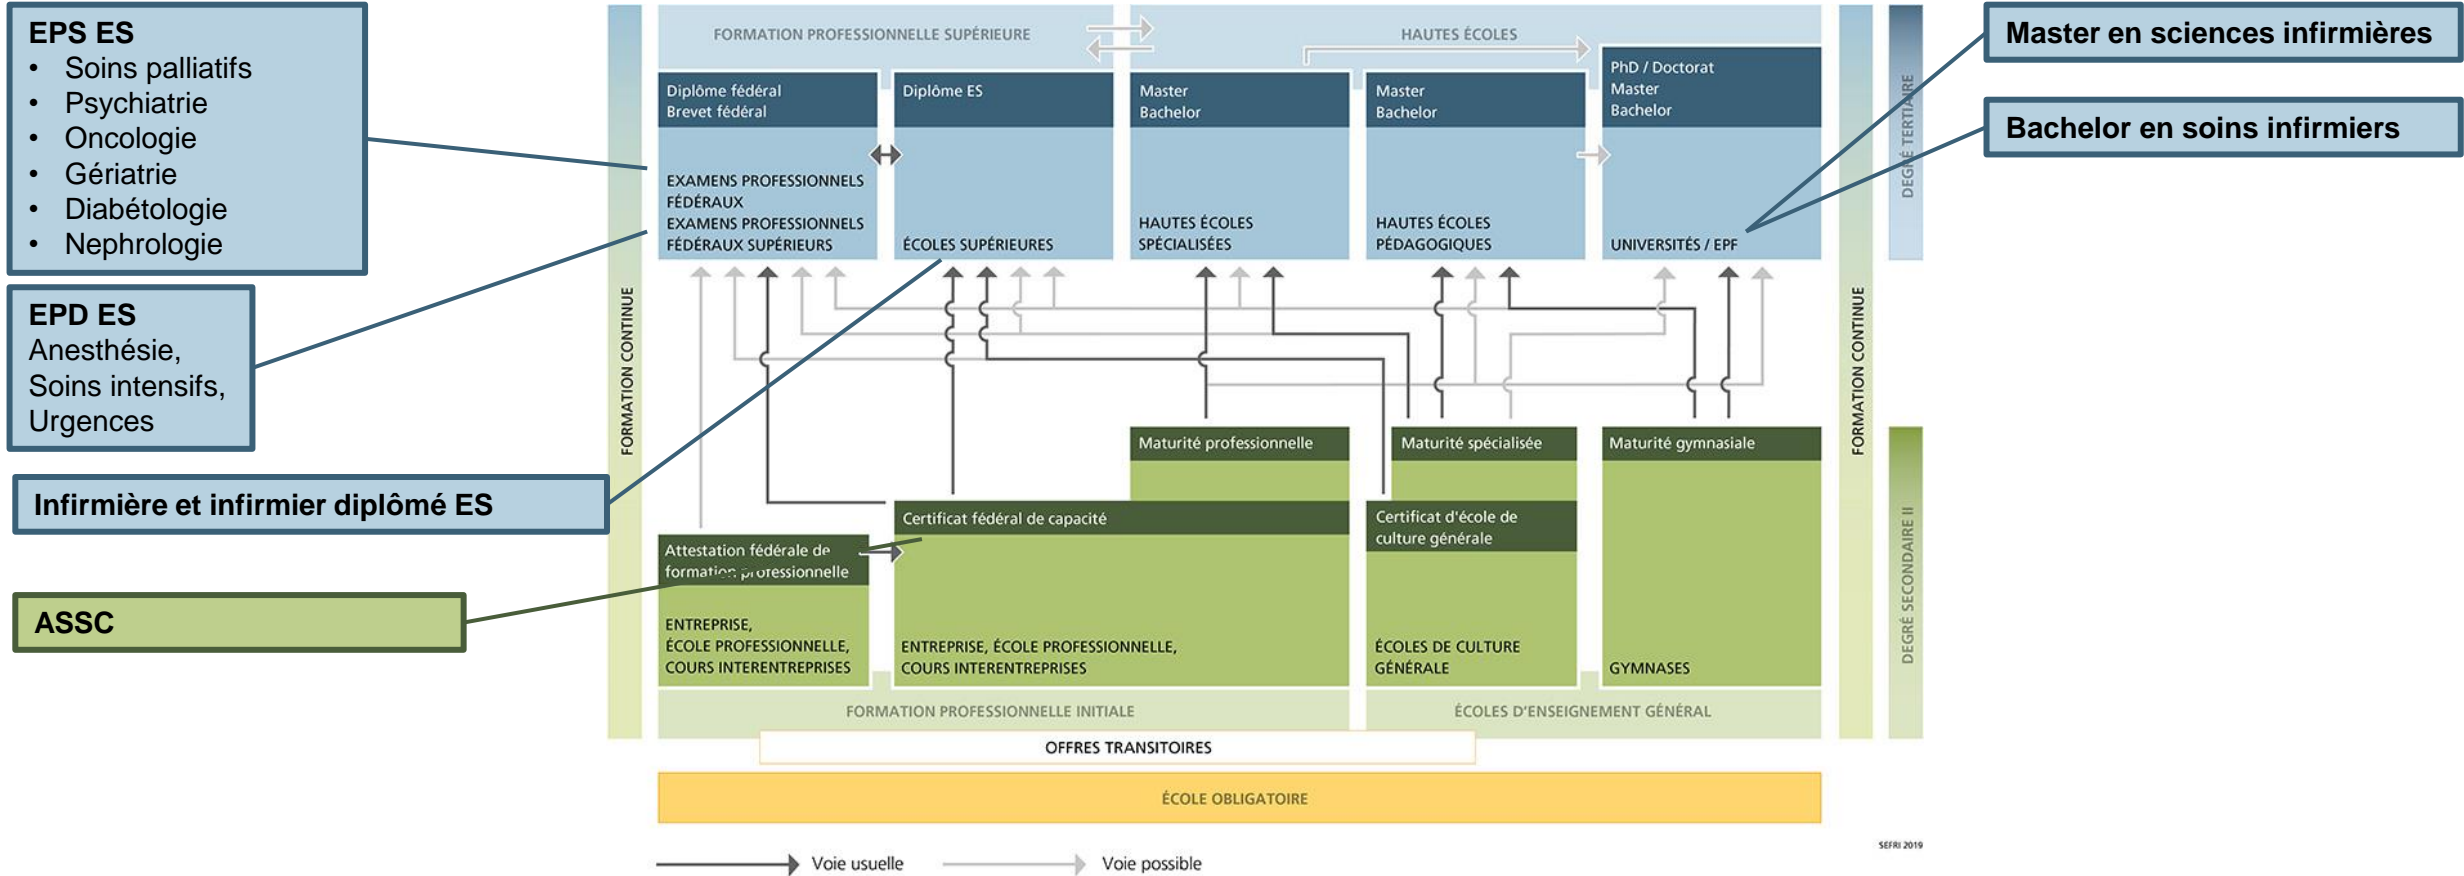 EPS ES
• Soins palliatifs
• Psychiatrie
• Oncologie
• Gériatrie
• Diabétologie
• Nephrologie
EPD ES
Anesthésie,
Soins intensifs,
Urgences
Infirmière et infirmier diplômé ES
ASSC
FORMATION CONTINUE
FORMATION PROFESSIONNELLE SUPÉRIEURE
HAUTES ÉCOLES
Diplôme fédéral
Brevet fédéral
EXAMENS PROFESSIONNELS
FÉDÉRAUX
EXAMENS PROFESSIONNELS
FÉDÉRAUX SUPÉRIEURS
Diplôme ES
ÉCOLES SUPÉRIEURES
Master
Bachelor
HAUTES ÉCOLES
SPÉCIALISÉES
Master
Bachelor
HAUTES ÉCOLES
PÉDAGOGIQUES
PhD / Doctorat
Master
Bachelor
UNIVERSITÉS / EPF
Maturité professionnelle
Maturité spécialisée
Maturité gymnasiale
Attestation fédérale de
formation professionnelle
ENTREPRISE,
ÉCOLE PROFESSIONNELLE,
COURS INTERENTREPRISES
Certificat fédéral de capacité
ENTREPRISE, ÉCOLE PROFESSIONNELLE,
COURS INTERENTREPRISES
Certificat d'école de
culture générale
ÉCOLES DE CULTURE
GÉNÉRALE
GYMNASES
FORMATION PROFESSIONNELLE INITIALE
ÉCOLES D'ENSEIGNEMENT GÉNÉRAL
OFFRES TRANSITOIRES
ÉCOLE OBLIGATOIRE
Voie usuelle
Voie possible
FORMATION CONTINUE
DEGRÉ TERTIAIRE
DEGRÉ SECONDAIRE II
Master en sciences infirmières
Bachelor en soins infirmiers
SEFRI 2019